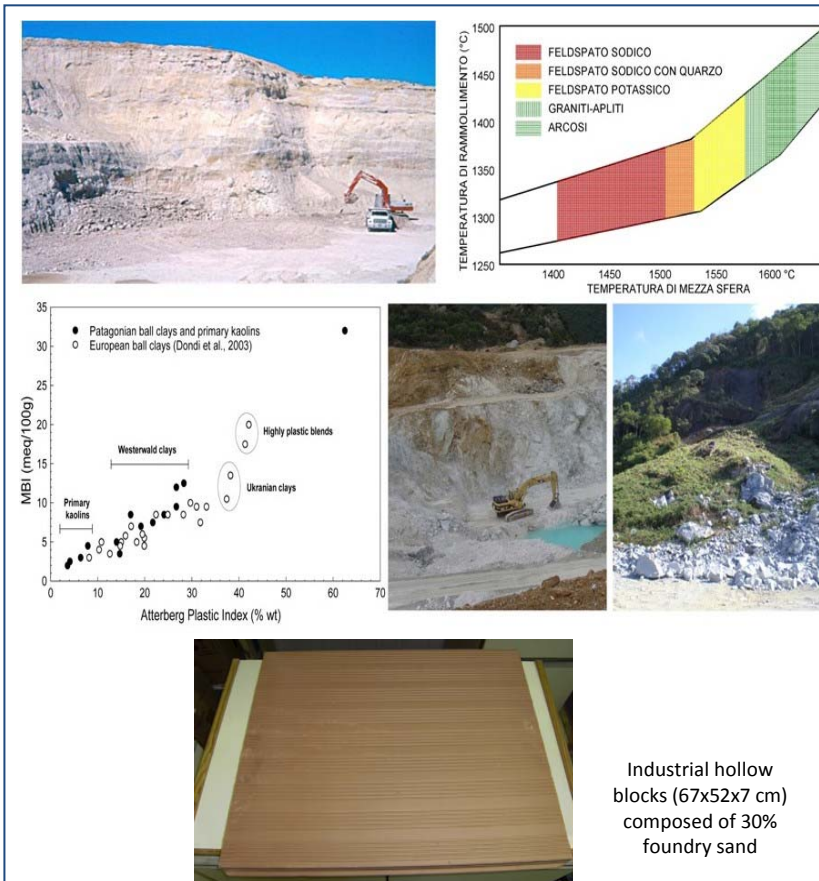 1500
1450
1400
1350
1300
1250
TEMPERATURA DI RAMMOLLIMENTO (°C)
FELDSPATO SODICO
FELDSPATO SODICO CON QUARZO
FELDSPATO POTASSICO
GRANITI-APLITI
ARCOSI
1400 1450 1500 1550 1600 °C
TEMPERATURA DI MEZZA SFERA
35
30
25
20
15
10
5
0
MBI (meq/100g)
Patagonian ball clays and primary kaolins
European ball clays (Dondi et al., 2003)
Highly plastic blends
Westerwald clays
Ukranian clays
Primary
kaolins
0 10 20 30 40 50 60 70
Atterberg Plastic Index (% wt)
Industrial hollow
blocks (67x52x7 cm)
composed of 30%
foundry sand